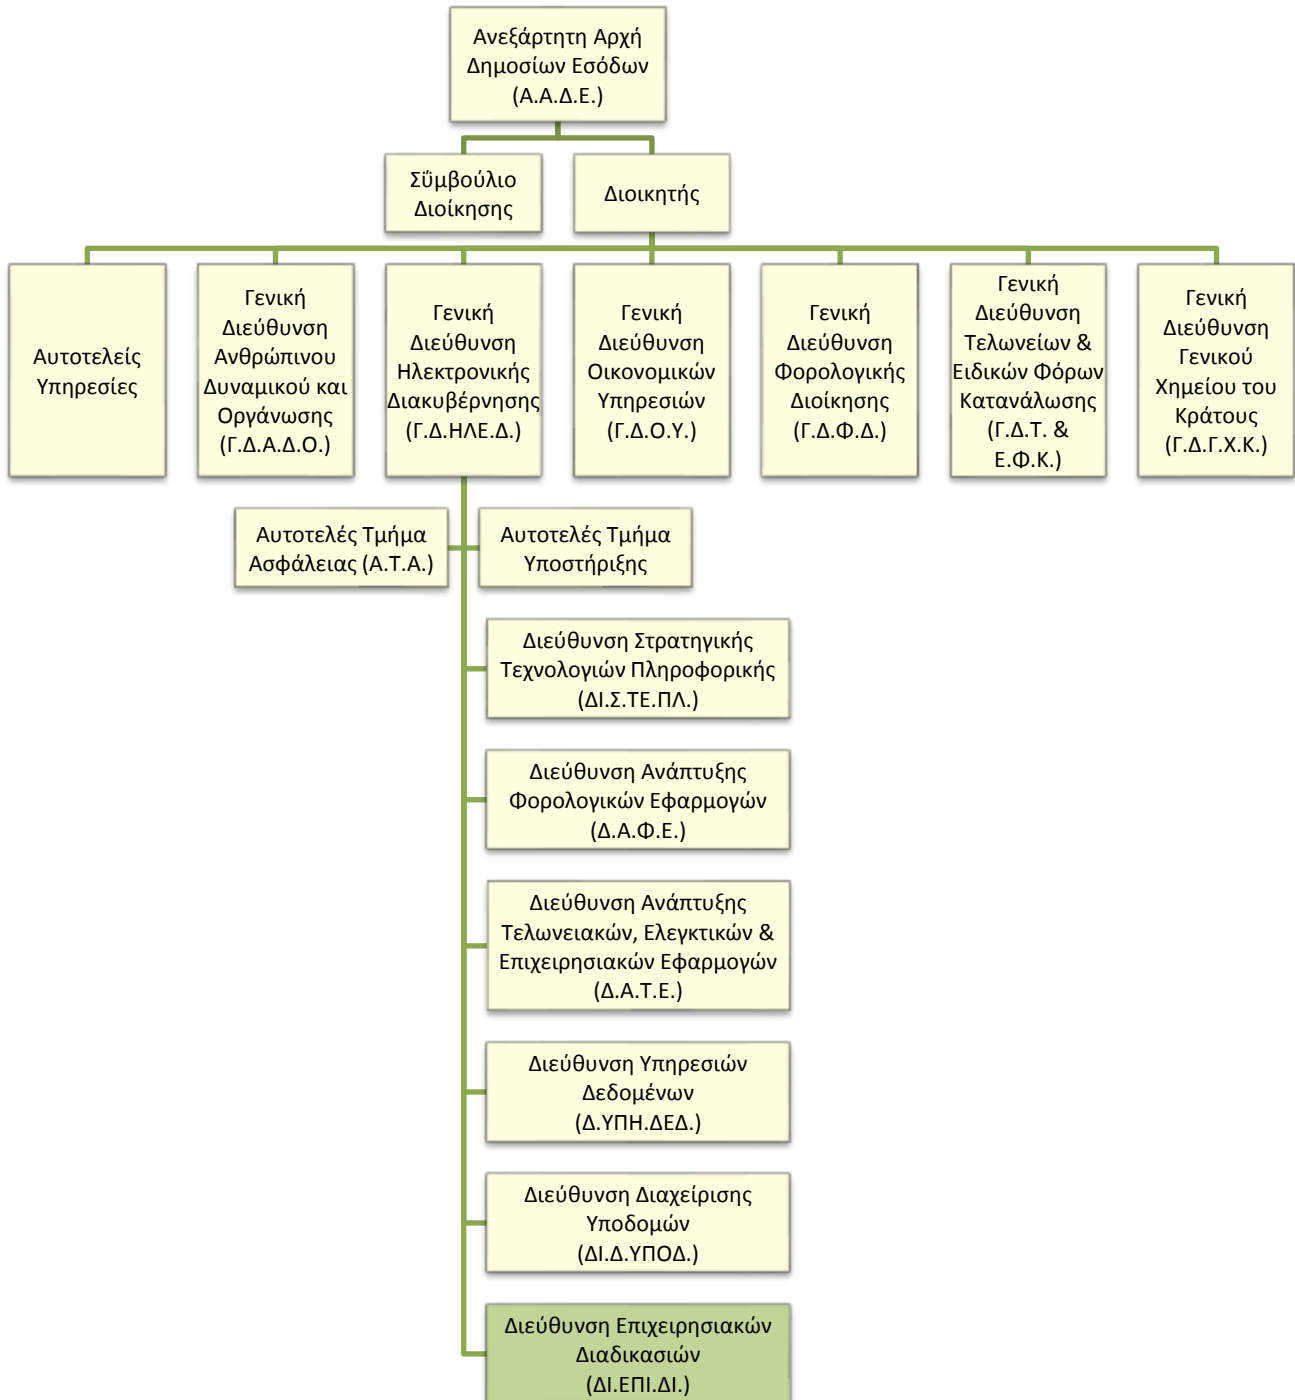 Ανεξάρτητη Αρχή
Δημοσίων Εσόδων
(Α.Α.Δ.Ε.)
Σΰμβούλιο
Διοίκησης
Διοικητής
Αυτοτελείς
Υπηρεσίες
Γενική
Διεύθυνση
Ανθρώπινου
Δυναμικού και
Οργάνωσης
(Γ.Δ.Α.Δ.Ο.)
Γενική
Διεύθυνση
Ηλεκτρονικής
Διακυβέρνησης
(Γ.Δ.ΗΛΕ.Δ.)
Γενική
Διεύθυνση
Οικονομικών
Υπηρεσιών
(Γ.Δ.Ο.Υ.)
Γενική
Διεύθυνση
Φορολογικής
Διοίκησης
(Γ.Δ.Φ.Δ.)
Γενική
Διεύθυνση
Τελωνείων &
Ειδικών Φόρων
Κατανάλωσης
(Γ.Δ.Τ. &
Ε.Φ.Κ.)
Γενική
Διεύθυνση
Γενικού
Χημείου του
Κράτους
(Γ.Δ.Γ.Χ.Κ.)
Αυτοτελές Τμήμα
Ασφάλειας (Α.Τ.Α.)
Αυτοτελές Τμήμα
Υποστήριξης
Διεύθυνση Στρατηγικής
Τεχνολογιών Πληροφορικής
(ΔΙ.Σ.ΤΕ.ΠΛ.)
Διεύθυνση Ανάπτυξης
Φορολογικών Εφαρμογών
(Δ.Α.Φ.Ε.)
Διεύθυνση Ανάπτυξης
Τελωνειακών, Ελεγκτικών &
Επιχειρησιακών Εφαρμογών
(Δ.Α.Τ.Ε.)
Διεύθυνση Υπηρεσιών
Δεδομένων
(Δ.ΥΠΗ.ΔΕΔ.)
Διεύθυνση Διαχείρισης
Υποδομών
(ΔΙ.Δ.ΥΠΟΔ.)
Διεύθυνση Επιχειρησιακών
Διαδικασιών
(ΔΙ.ΕΠΙ.ΔΙ.)